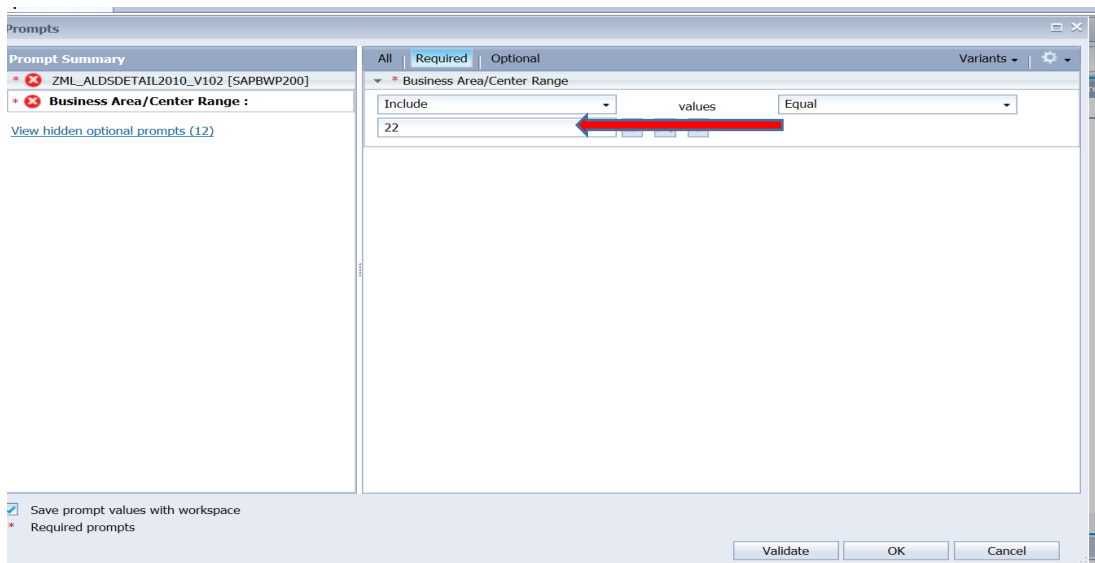 Prompts
Prompt Summary
All Required Optional Variants
* ZML_ALDSDETAIL2010_V102 [SAPBWP200]
* Business Area/Center Range
* Business Area/Center Range :
Include values Equal
View hidden optional prompts (12)
22
Save prompt values with workspace
* Required prompts
Validate OK Cancel